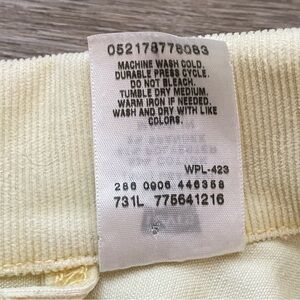 052178778083
MACHINE WASH COLD.
DURABLE PRESS CYCLE.
DO NOT BLEACH.
TUMBLE DRY MEDIUM.
WARM IRON IF NEEDED.
WASH AND DRY WITH LIKE
COLORS.
WPL-423
286 0906 446358
731L 775641216